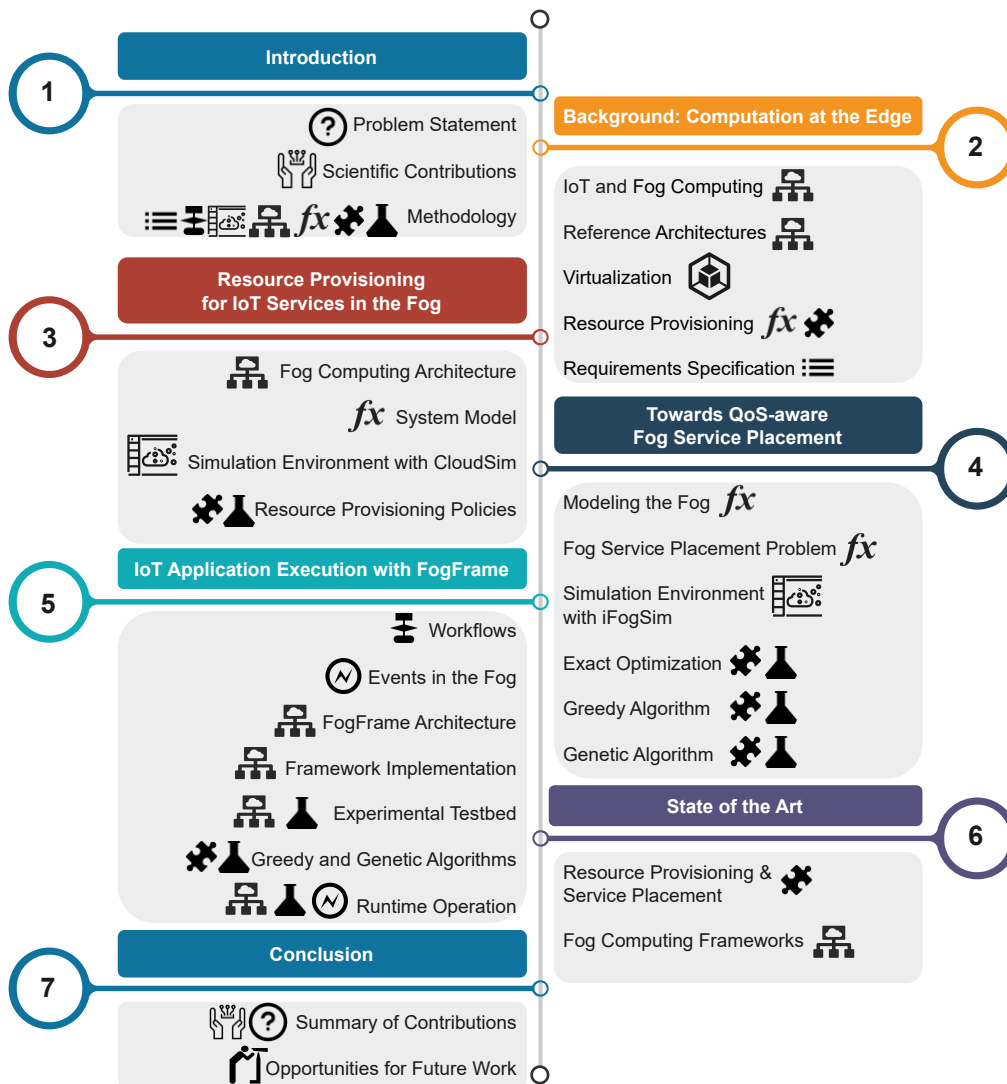 1
Introduction
Problem Statement
Scientific Contributions
fx Methodology
2
Background: Computation at the Edge
IoT and Fog Computing
Reference Architectures
Virtualization
Resource Provisioning fx
Requirements Specification
3
Resource Provisioning
for IoT Services in the Fog
Fog Computing Architecture
fx System Model
Simulation Environment with CloudSim
Resource Provisioning Policies
4
Towards QoS-aware
Fog Service Placement
Modeling the Fog fx
Fog Service Placement Problem fx
Simulation Environment
with iFogSim
Exact Optimization
Greedy Algorithm
Genetic Algorithm
5
IoT Application Execution with FogFrame
Workflows
Events in the Fog
FogFrame Architecture
Framework Implementation
Experimental Testbed
Greedy and Genetic Algorithms
Runtime Operation
6
State of the Art
Resource Provisioning &
Service Placement
Fog Computing Frameworks
7
Conclusion
? Summary of Contributions
Opportunities for Future Work